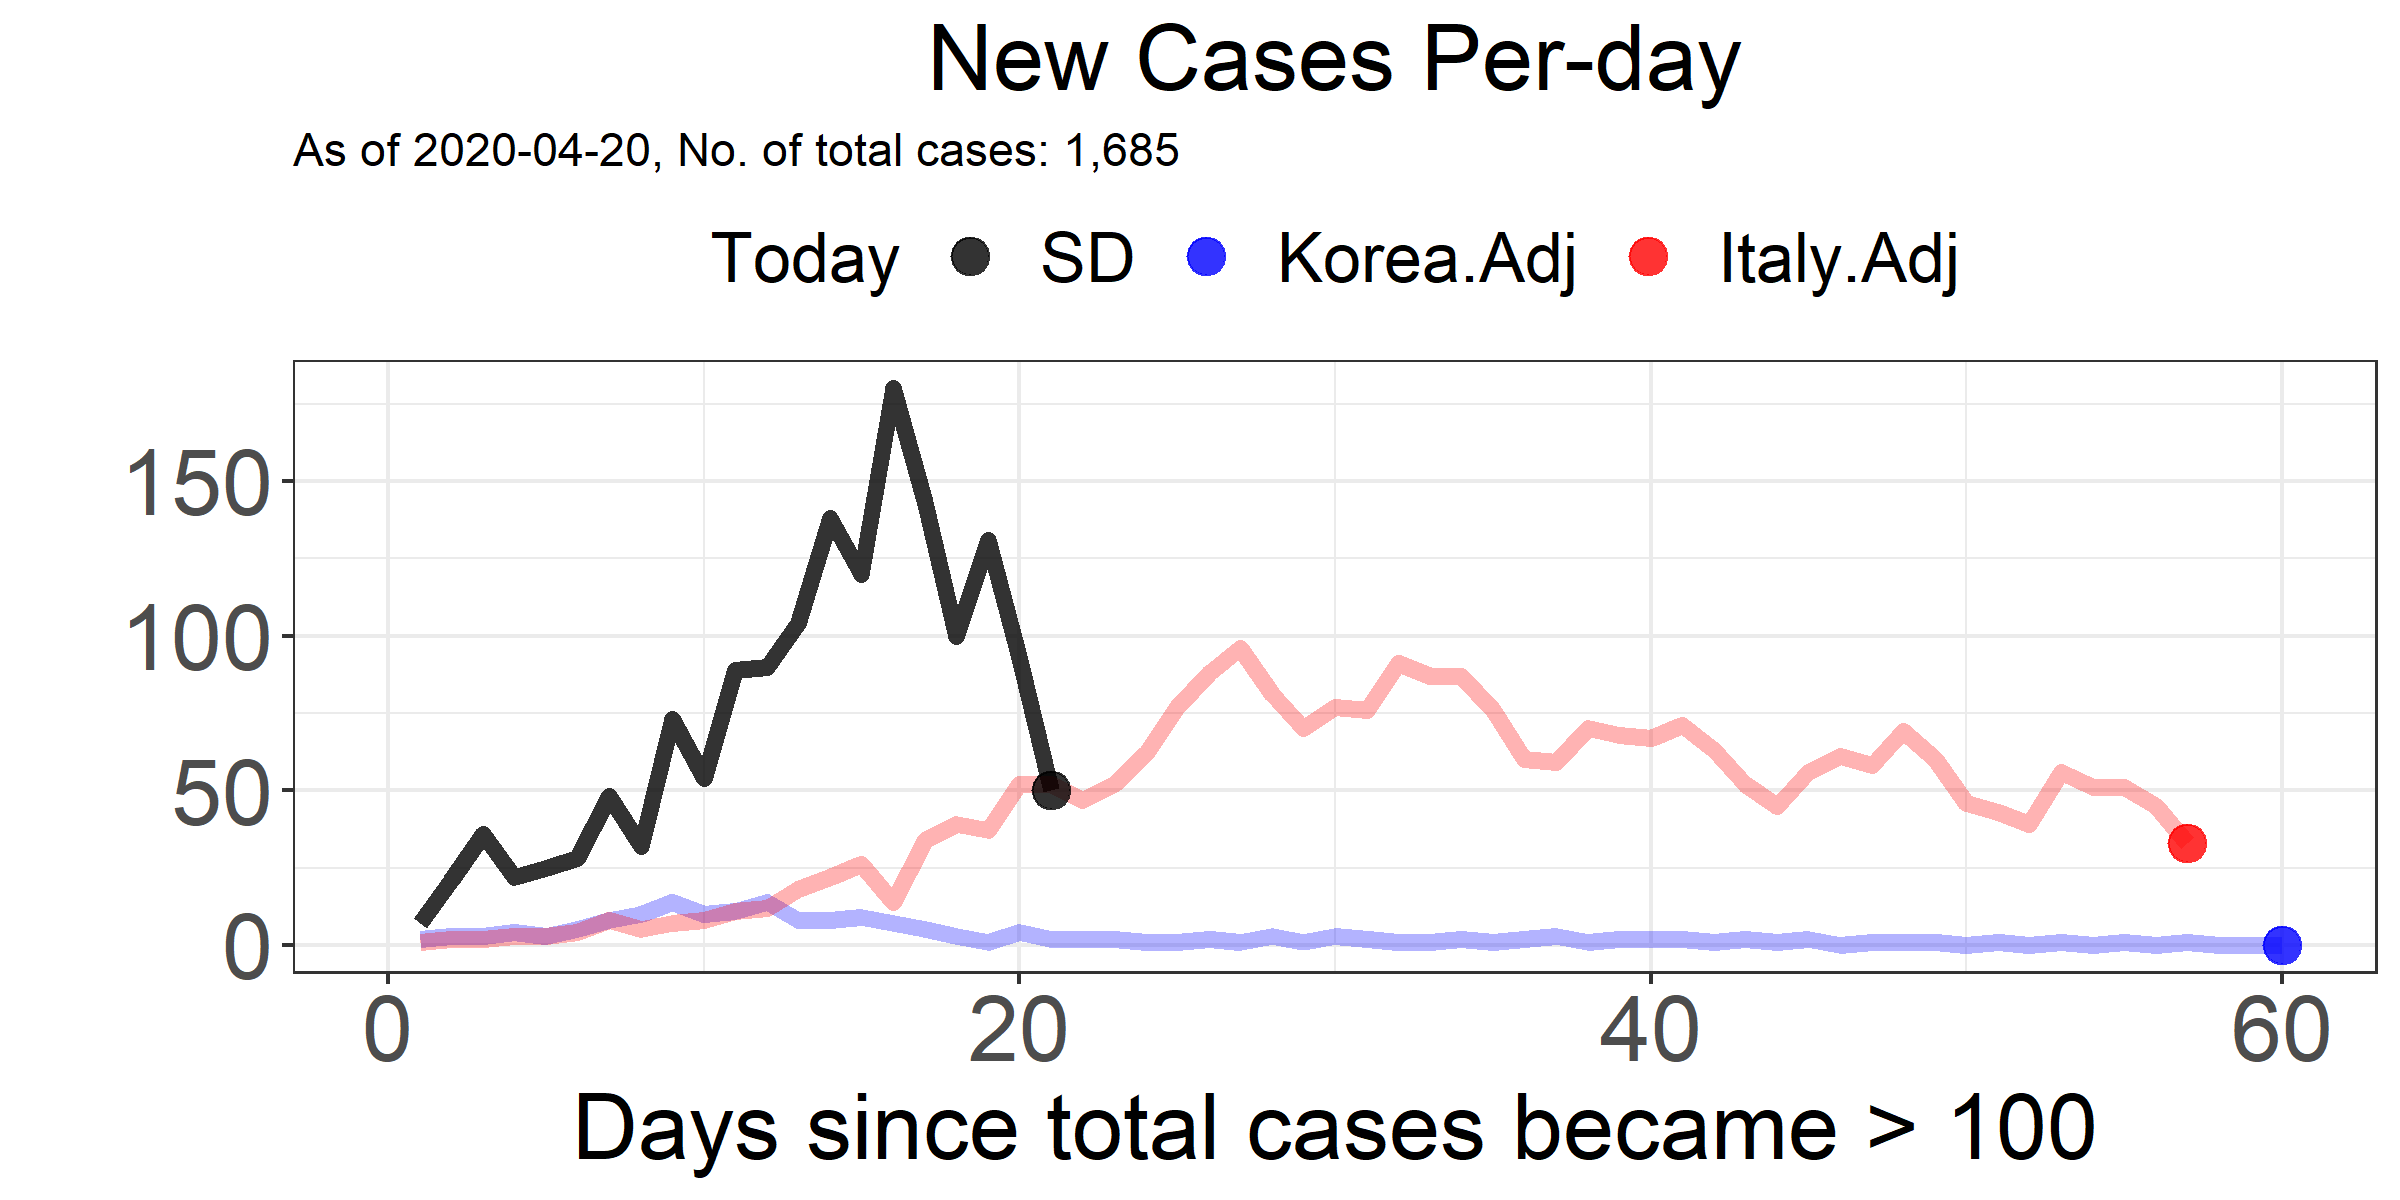 New Cases Per-day
As of 2020-04-20, No. of total cases: 1,685
Today SD Korea.Adj Italy.Adj
150
100
50
0
0 20 40 60
Days since total cases became > 100